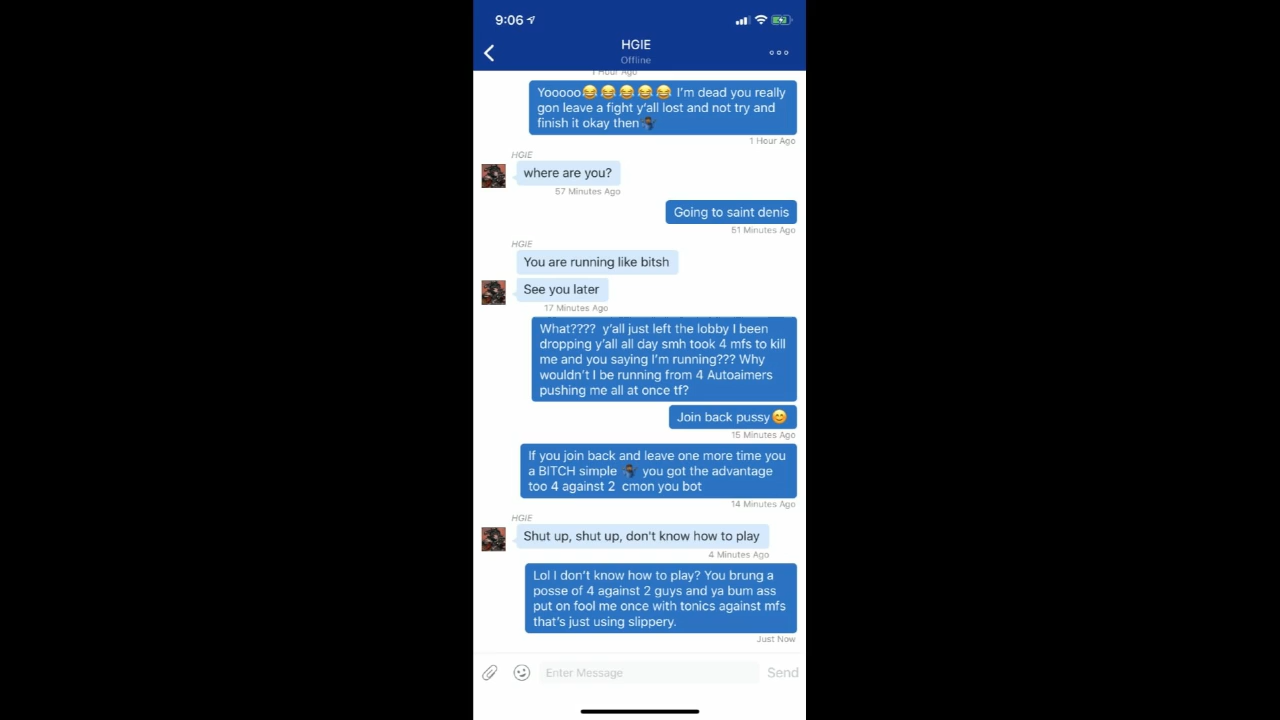 9:06
HGIE
Offline
1 Hour Ago
Yooooo😂😂😂😂😂 I'm dead you really
gon leave a fight y'all lost and not try and
finish it okay then
1 Hour Ago
HGIE
where are you?
57 Minutes Ago
Going to saint denis
51 Minutes Ago
HGIE
You are running like bitsh
See you later
17 Minutes Ago
What???? y'all just left the lobby I been
dropping y'all all day smh took 4 mfs to kill
me and you saying I'm running??? Why
wouldn't I be running from 4 Autoaimers
pushing me all at once tf?
Join back pussy😊
15 Minutes Ago
If you join back and leave one more time you
a BITCH simple you got the advantage
too 4 against 2 cmon you bot
14 Minutes Ago
HGIE
Shut up, shut up, don't know how to play
4 Minutes Ago
Lol I don't know how to play? You brung a
posse of 4 against 2 guys and ya bum ass
put on fool me once with tonics against mfs
that's just using slippery.
Just Now
Enter Message
Send